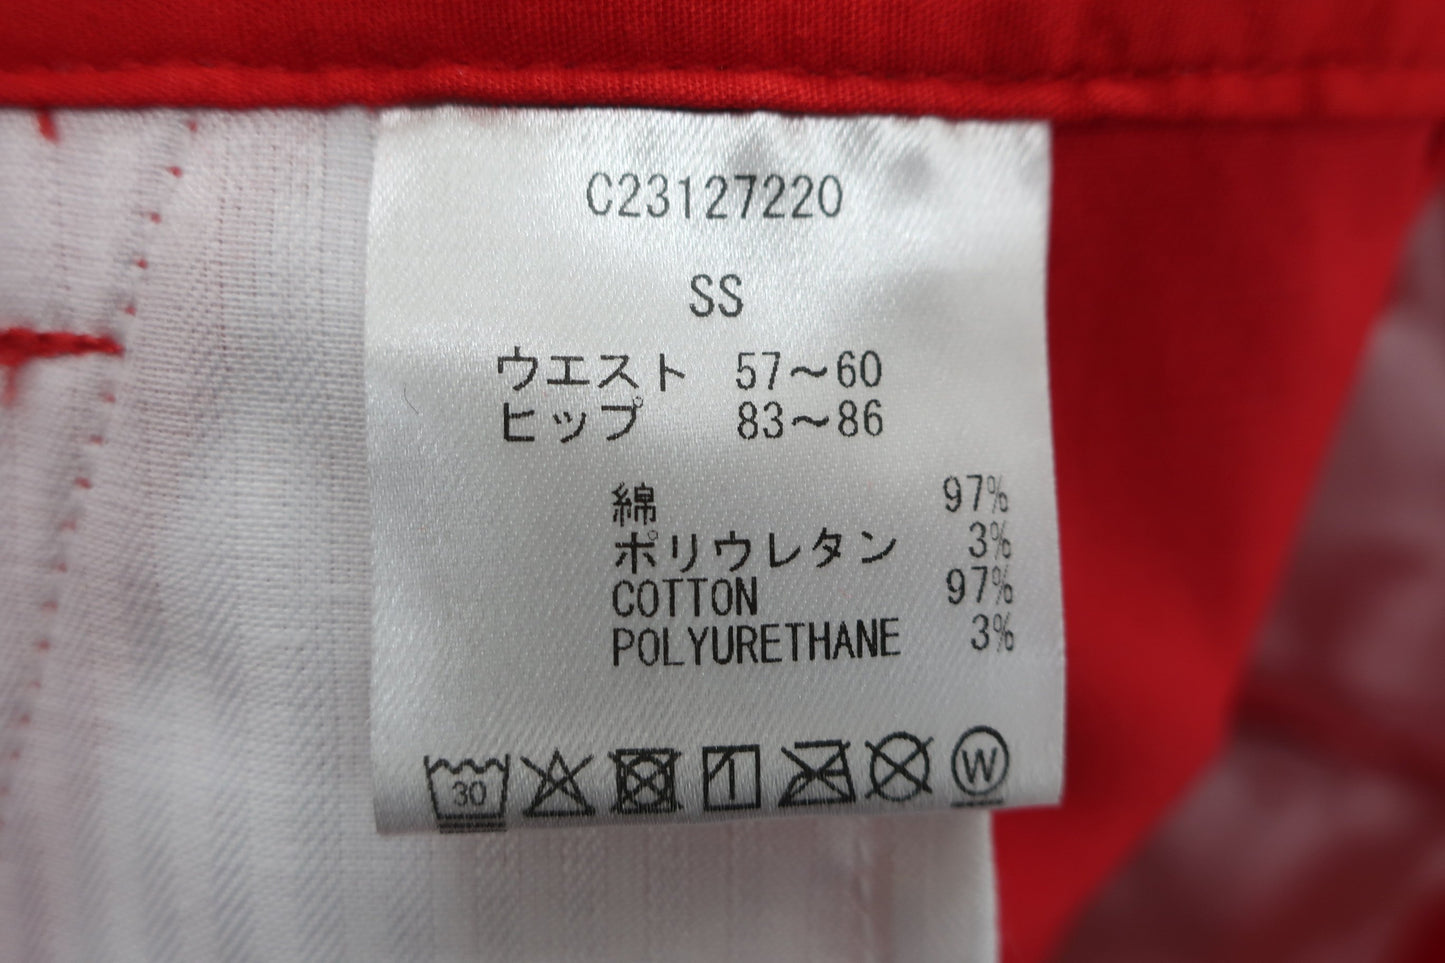 C23127220
SS
ウエスト 57～60
ヒップ 83～86
綿 97%
ポリウレタン 3%
COTTON 97%
POLYURETHANE 3%
30 W